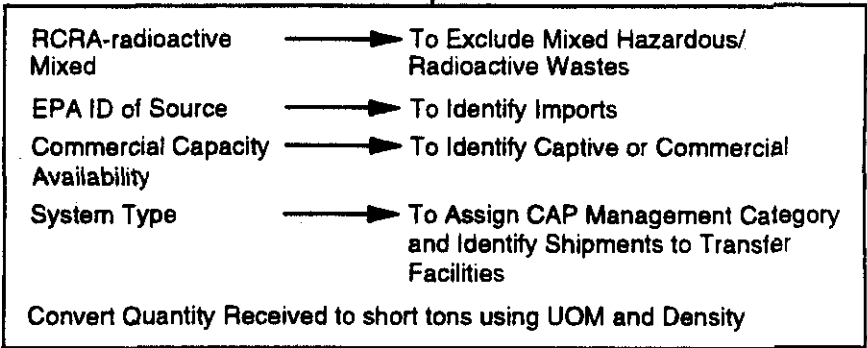 RCRA-radioactive To Exclude Mixed Hazardous/
Mixed Radioactive Wastes
EPA ID of Source To Identify Imports
Commercial Capacity To Identify Captive or Commercial
Availability
System Type To Assign CAP Management Category
and Identify Shipments to Transfer
Facilities
Convert Quantity Received to short tons using UOM and Density